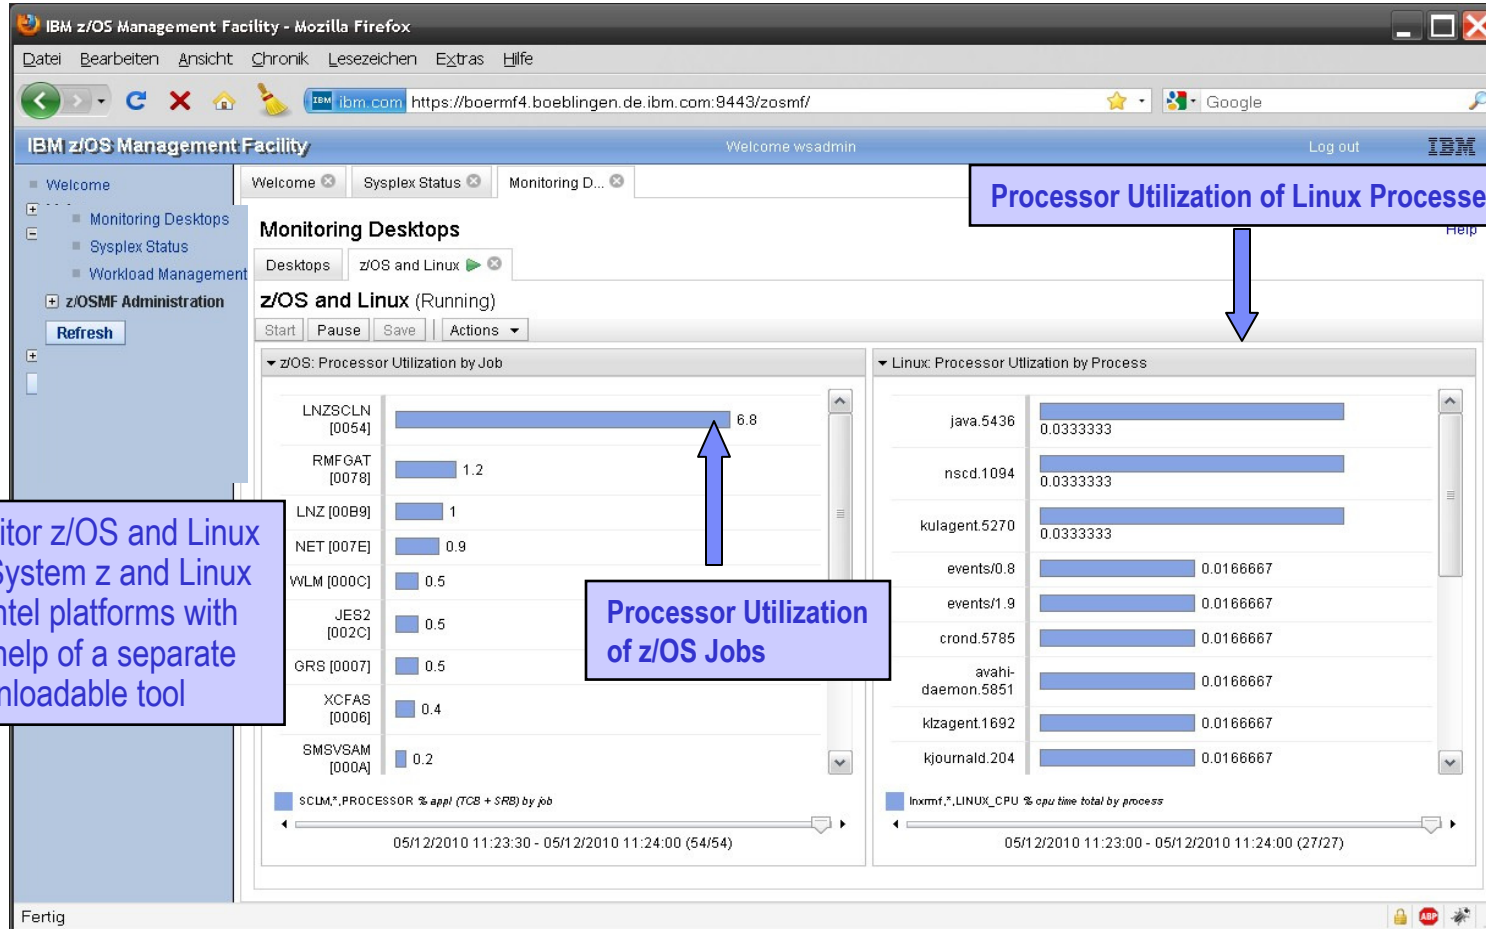 IBM z/OS Management Facility - Mozilla Firefox
Datei Bearbeiten Ansicht Chronik Lesezeichen Extras Hilfe
IBM ibm.com https://boermf4.boeblingen.de.ibm.com:9443/zosmf/
Google
IBM z/OS Management Facility
Welcome wsadmin
Log out
IBM
Welcome
Monitoring Desktops
Sysplex Status
Workload Management
z/OSMF Administration
Refresh
Welcome
Sysplex Status
Monitoring D...
Processor Utilization of Linux Processe
Help
Monitoring Desktops
Desktops
z/OS and Linux
z/OS and Linux (Running)
Start
Pause
Save
Actions
z/OS: Processor Utilization by Job
LNZSCLN
[0054]
6.8
RMFGAT
[0078]
1.2
LNZ [00B9]
1
NET [007E]
0.9
WLM [000C]
0.5
JES2
[002C]
0.5
GRS [0007]
0.5
XCFAS
[0006]
0.4
SMSVSAM
[000A]
0.2
SCLM,*,PROCESSOR % appl (TCB + SRB) by job
05/12/2010 11:23:30 - 05/12/2010 11:24:00 (54/54)
Linux: Processor Utlization by Process
java.5436
0.0333333
nscd.1094
0.0333333
kulagent.5270
0.0333333
events/0.8
0.0166667
events/1.9
0.0166667
crond.5785
0.0166667
avahi-
daemon.5851
0.0166667
klzagent.1692
0.0166667
kjournald.204
0.0166667
lnxrmf,*,LINUX_CPU % cpu time total by process
05/12/2010 11:23:00 - 05/12/2010 11:24:00 (27/27)
itor z/OS and Linux
System z and Linux
ntel platforms with
help of a separate
nloadable tool
Processor Utilization
of z/OS Jobs
Fertig
ABP